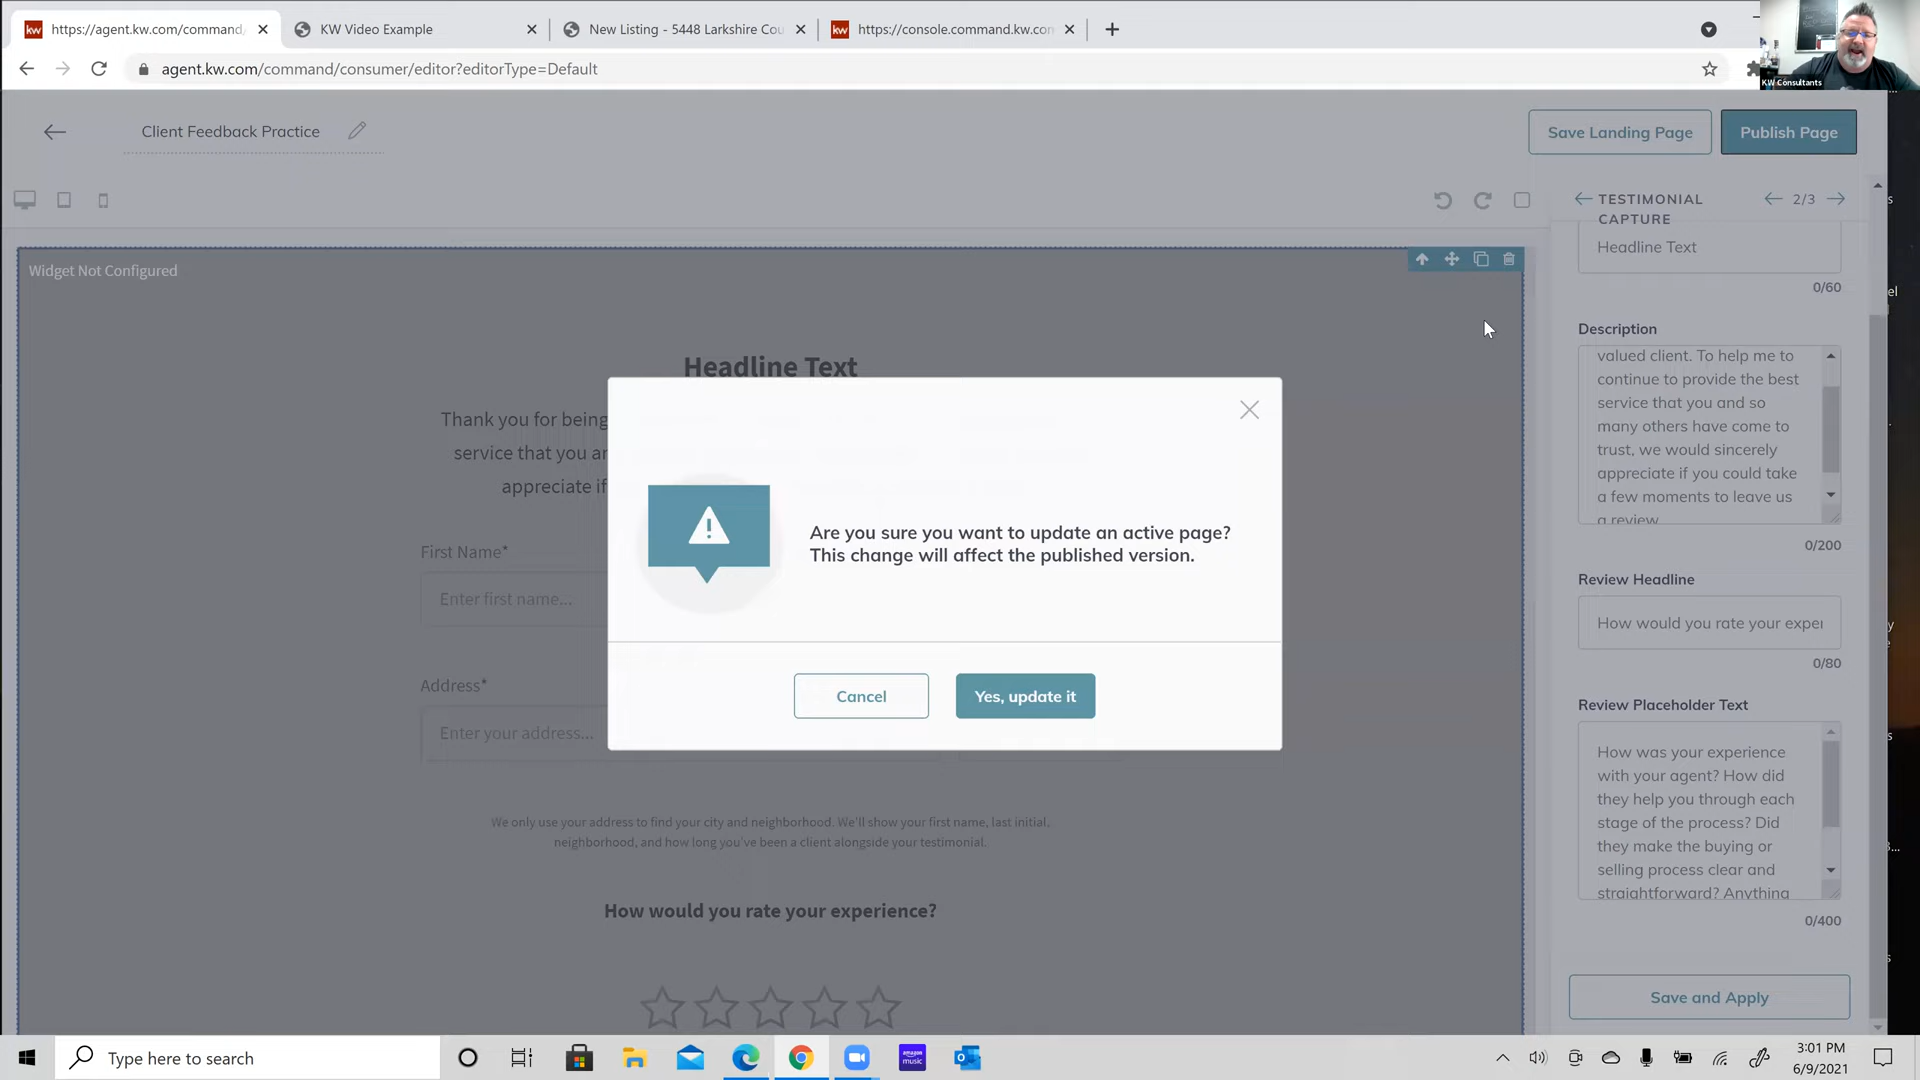 https://agent.kw.com/command/
KW Video Example
New Listing - 5448 Larkshire Cou
https://console.command.kw.con
agent.kw.com/command/consumer/editor?editorType=Default
KW Consultants
Client Feedback Practice
Save Landing Page
Publish Page
TESTIMONIAL
CAPTURE
2/3
Widget Not Configured
Headline Text
0/60
Headline Text
Thank you for being
service that you ar
appreciate if
First Name*
Enter first name...
Address*
Enter your address...
We only use your address to find your city and neighborhood. We'll show your first name, last initial,
neighborhood, and how long you've been a client alongside your testimonial.
How would you rate your experience?
Are you sure you want to update an active page?
This change will affect the published version.
Cancel
Yes, update it
Description
valued client. To help me to
continue to provide the best
service that you and so
many others have come to
trust, we would sincerely
appreciate if you could take
a few moments to leave us
a review
0/200
Review Headline
How would you rate your exper
0/80
Review Placeholder Text
How was your experience
with your agent? How did
they help you through each
stage of the process? Did
they make the buying or
selling process clear and
straightforward? Anything
0/400
Save and Apply
Type here to search
amazon
music
3:01 PM
6/9/2021